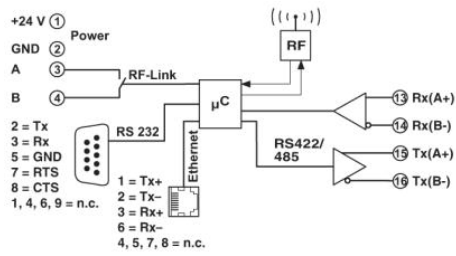 +24 V 1
Power
GND 2
A 3
RF-Link
B 4
RF
µC
13 Rx(A+)
14 Rx(B-)
RS422/
485
15 Tx(A+)
16 Tx(B-)
RS 232
2 = Tx
3 = Rx
5 = GND
7 = RTS
8 = CTS
1, 4, 6, 9 = n.c.
Ethernet
1 = Tx+
2 = Tx–
3 = Rx+
6 = Rx–
4, 5, 7, 8 = n.c.